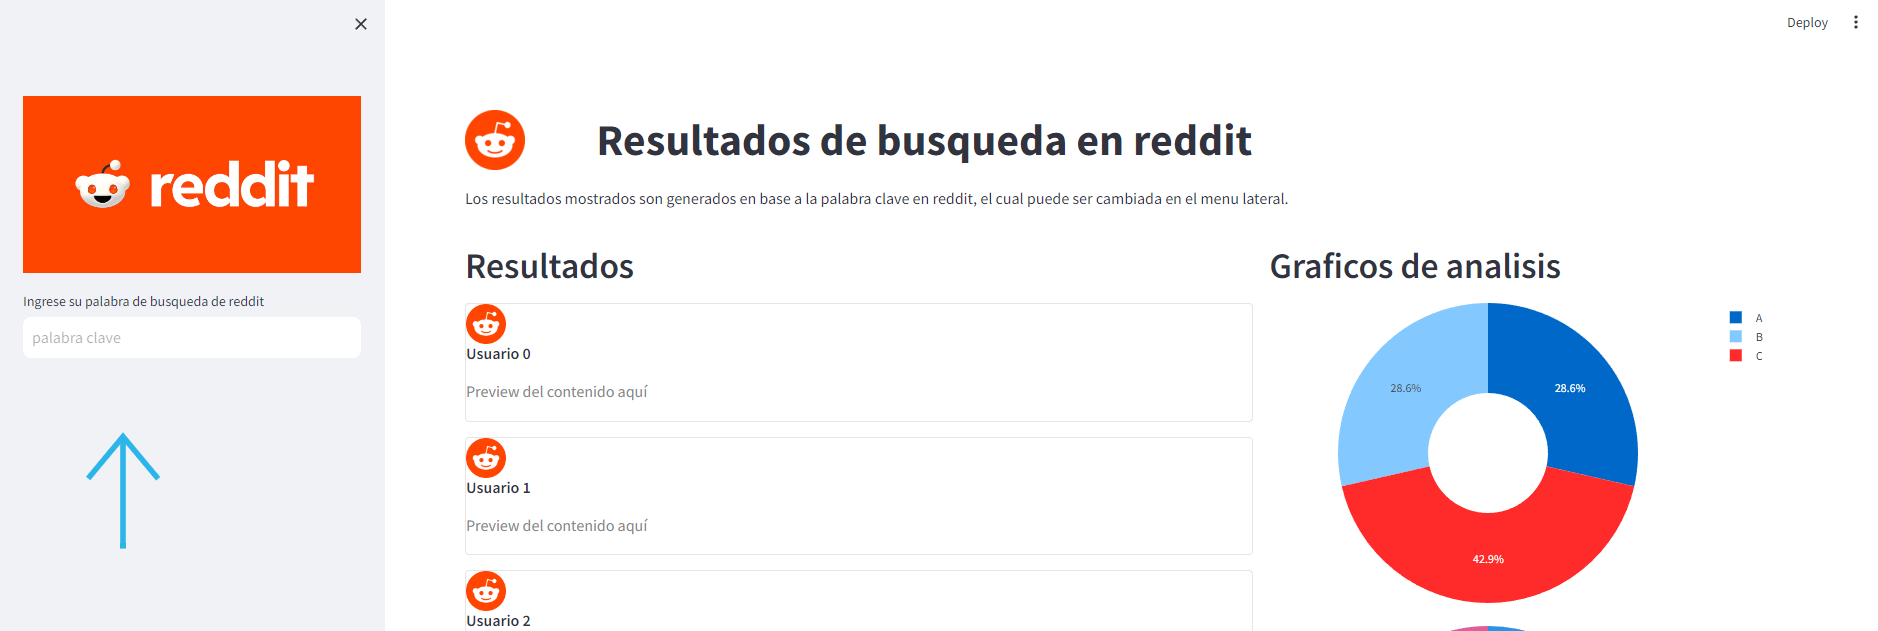 Deploy
reddit
Ingrese su palabra de busqueda de reddit
palabra clave
Resultados de busqueda en reddit
Los resultados mostrados son generados en base a la palabra clave en reddit, el cual puede ser cambiada en el menu lateral.
Resultados
Usuario 0
Preview del contenido aquí
Usuario 1
Preview del contenido aquí
Usuario 2
Graficos de analisis
28.6%
28.6%
42.9%
A
B
C